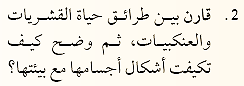 2. قارن بين طرائق حياة القشريات
والعنكبيات، ثم وضح كيف
تكيفت أشكال أجسامها مع بيئتها؟